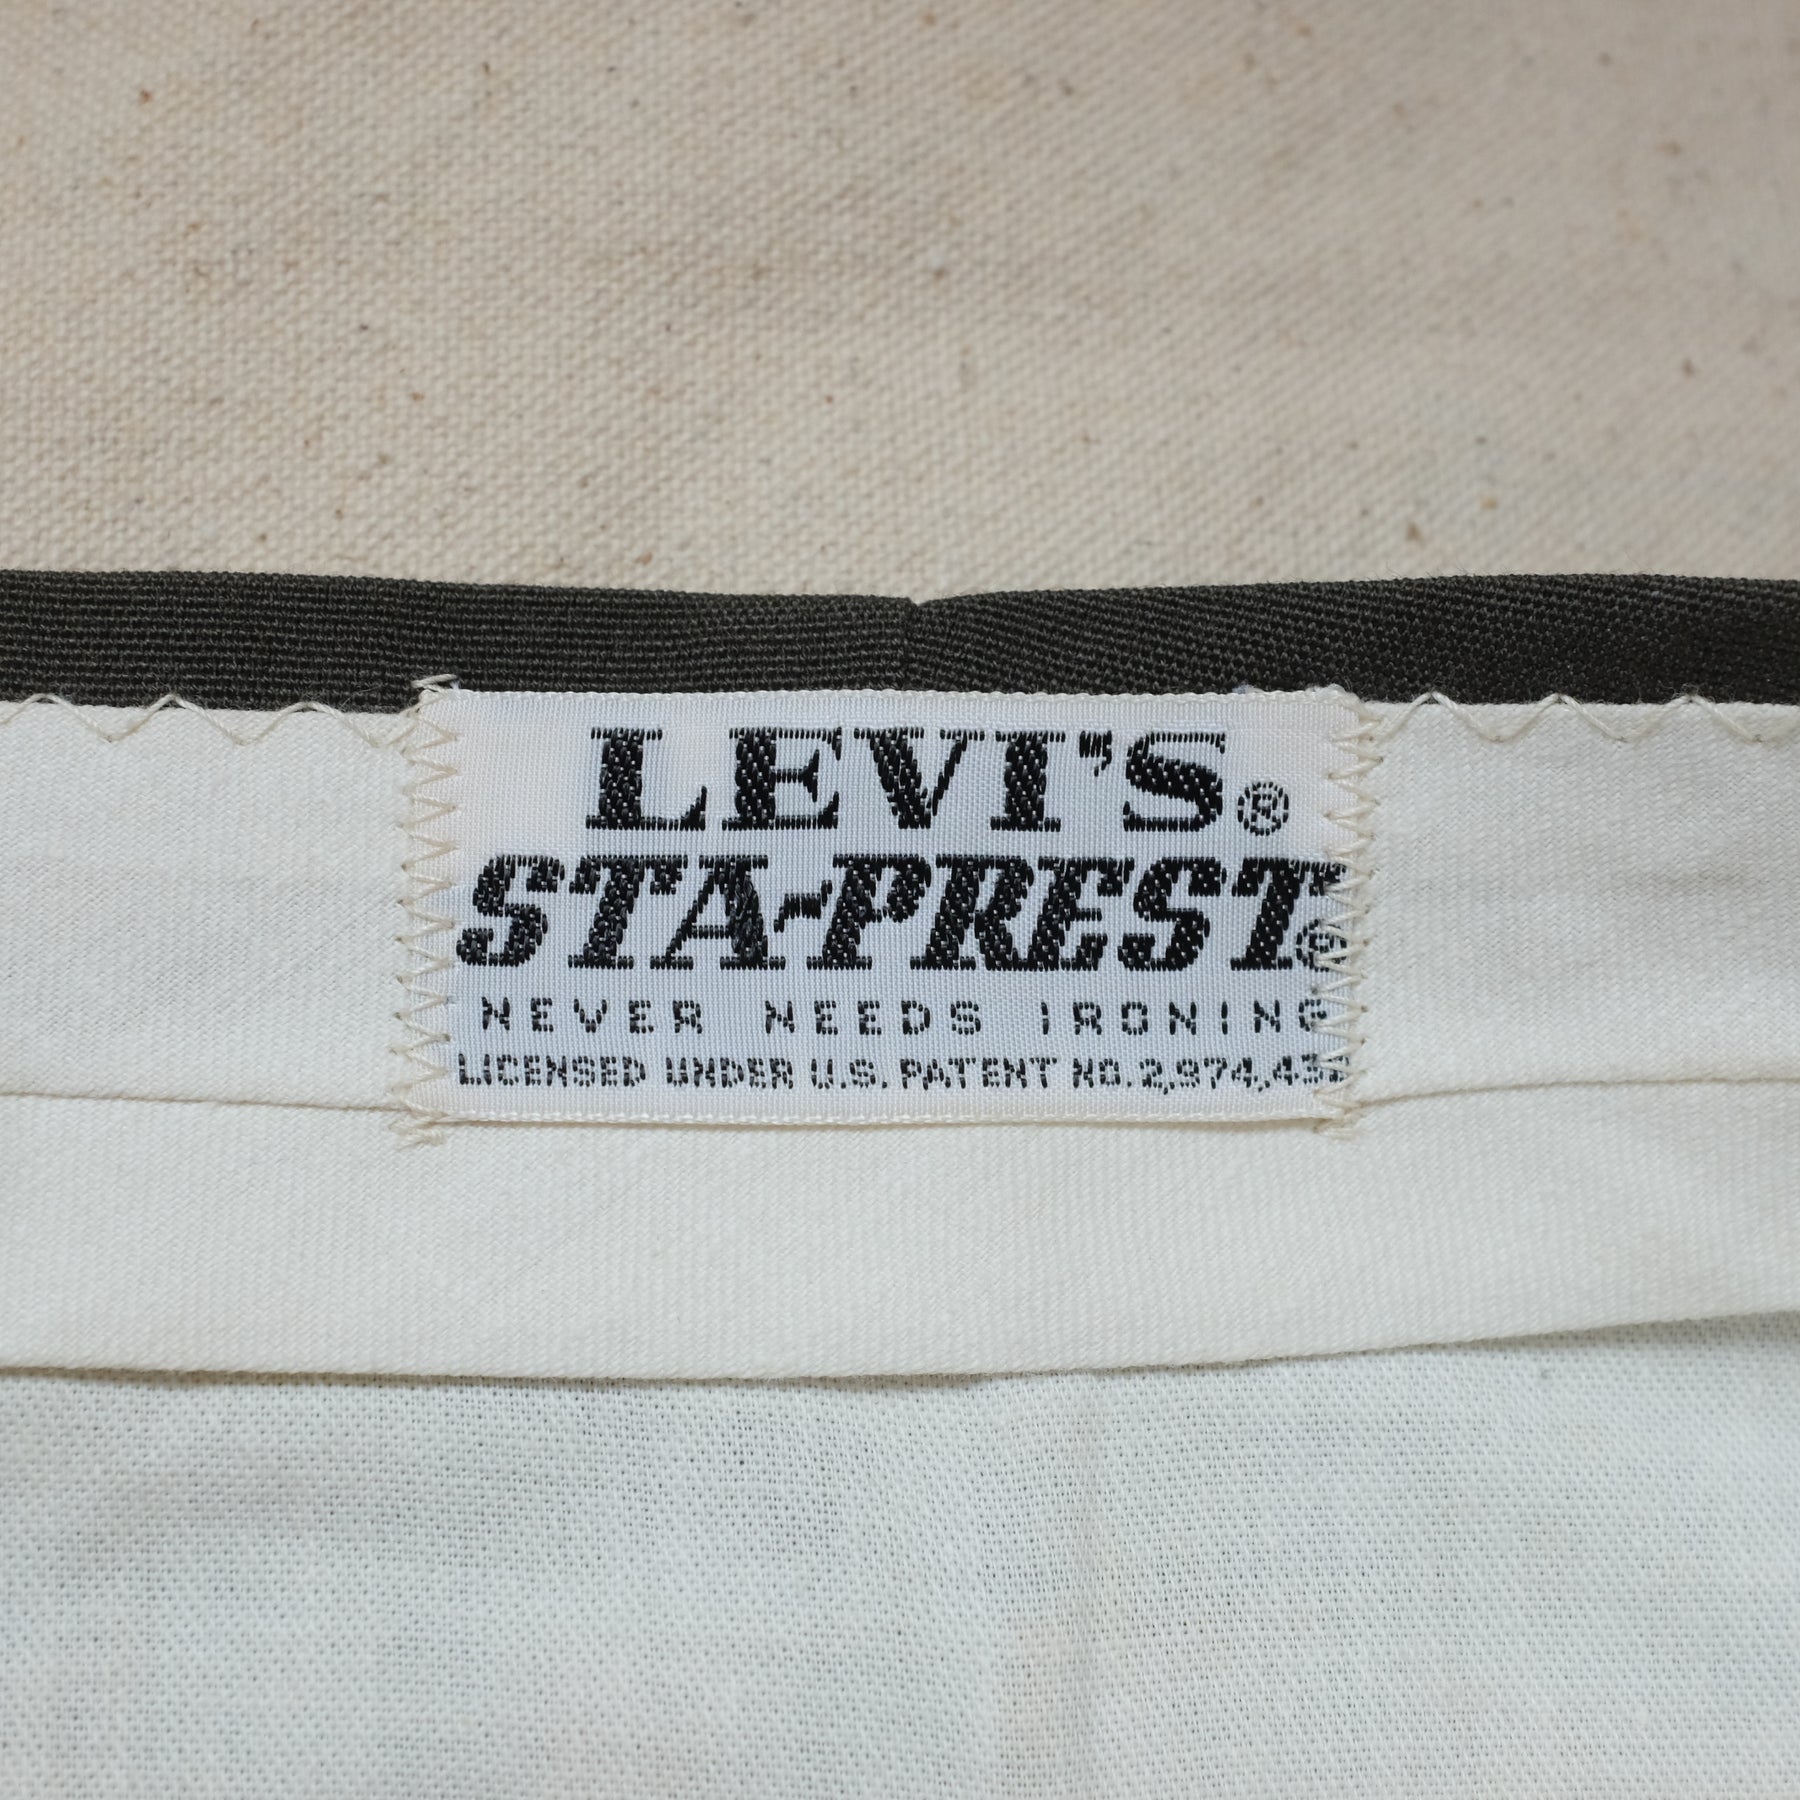 LEVI'S®
STA-PREST®
NEVER NEEDS IRONING
LICENSED UNDER U.S. PATENT NO. 2,974,432